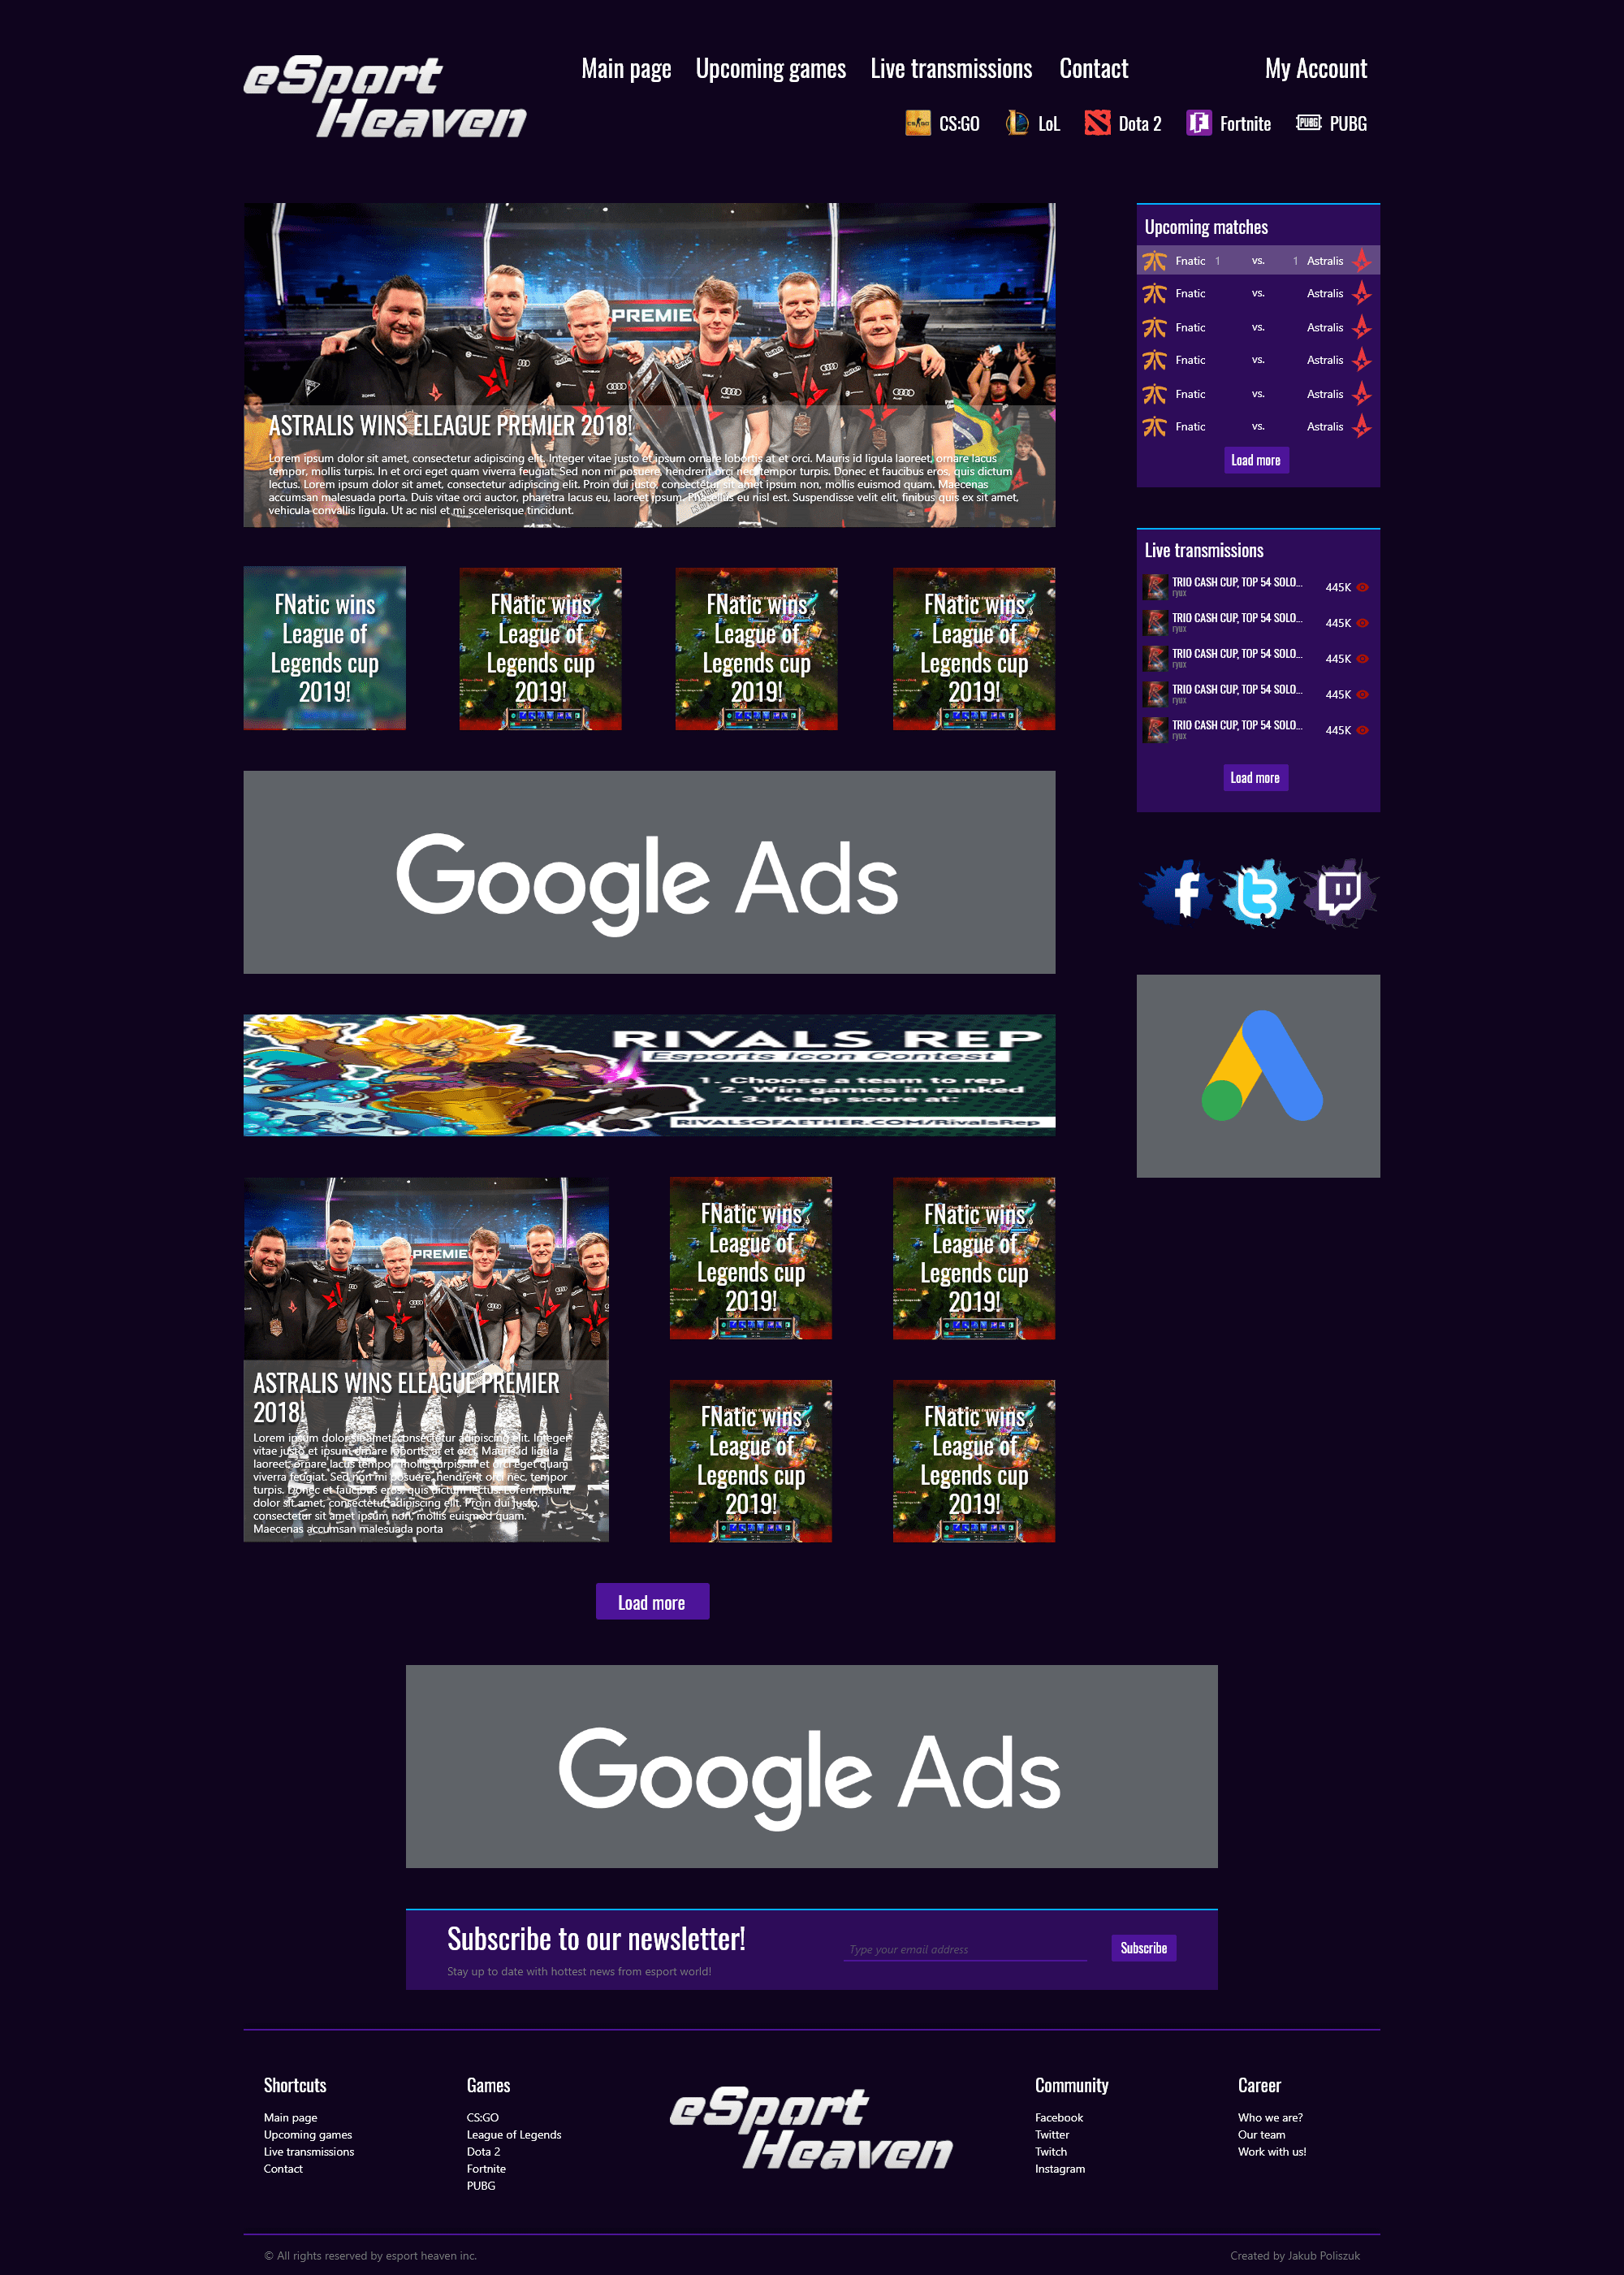 eSport
Heaven
Main page
Upcoming games
Live transmissions
Contact
My Account
CS:GO
LoL
Dota 2
Fortnite
PUBG
PREMIE
ASTRALIS WINS ELEAGUE PREMIER 2018!
Lorem ipsum dolor sit amet, consectetur adipiscing elit. Integer vitae justo et ipsum ornare lobortis at et orci. Mauris id ligula laoreet, ornare lacus
tempor, mollis turpis. In et orci eget quam viverra feugiat. Sed non mi posuere, hendrerit orci nec, tempor turpis. Donec et faucibus eros, quis dictum
lectus. Lorem ipsum dolor sit amet, consectetur adipiscing elit. Proin dui justo, consectetur sit amet ipsum non, mollis euismod quam. Maecenas
accumsan malesuada porta. Duis vitae orci auctor, pharetra lacus eu, laoreet ipsum. Phasellus eu nisl est. Suspendisse velit elit, finibus quis ex sit amet,
vehicula convallis ligula. Ut ac nisl et mi scelerisque tincidunt.
Upcoming matches
Fnatic 1 vs. 1 Astralis
Fnatic vs. Astralis
Fnatic vs. Astralis
Fnatic vs. Astralis
Fnatic vs. Astralis
Fnatic vs. Astralis
Load more
Live transmissions
TRIO CASH CUP, TOP 54 SOLO... 445K
ryux
TRIO CASH CUP, TOP 54 SOLO... 445K
ryux
TRIO CASH CUP, TOP 54 SOLO... 445K
ryux
TRIO CASH CUP, TOP 54 SOLO... 445K
ryux
TRIO CASH CUP, TOP 54 SOLO... 445K
ryux
Load more
FNatic wins
League of
Legends cup
2019!
FNatic wins
League of
Legends cup
2019!
FNatic wins
League of
Legends cup
2019!
FNatic wins
League of
Legends cup
2019!
Google Ads
RIVALS REP
Esports Icon Contest
1. Choose a team to rep
2. Win games in ranked
3. Keep score at:
RIVALSOFAETHER.COM/RivalsRep
PREMIE
ASTRALIS WINS ELEAGUE PREMIER
2018!
Lorem ipsum dolor sit amet, consectetur adipiscing elit. Integer
vitae justo et ipsum ornare lobortis at et orci. Mauris id ligula
laoreet, ornare lacus tempor, mollis turpis. In et orci eget quam
viverra feugiat. Sed non mi posuere, hendrerit orci nec, tempor
turpis. Donec et faucibus eros, quis dictum lectus. Lorem ipsum
dolor sit amet, consectetur adipiscing elit. Proin dui justo,
consectetur sit amet ipsum non, mollis euismod quam.
Maecenas accumsan malesuada porta
FNatic wins
League of
Legends cup
2019!
FNatic wins
League of
Legends cup
2019!
FNatic wins
League of
Legends cup
2019!
FNatic wins
League of
Legends cup
2019!
Load more
Google Ads
Subscribe to our newsletter!
Stay up to date with hottest news from esport world!
Type your email address
Subscribe
Shortcuts
Main page
Upcoming games
Live transmissions
Contact
Games
CS:GO
League of Legends
Dota 2
Fortnite
PUBG
eSport
Heaven
Community
Facebook
Twitter
Twitch
Instagram
Career
Who we are?
Our team
Work with us!
© All rights reserved by esport heaven inc.
Created by Jakub Poliszuk